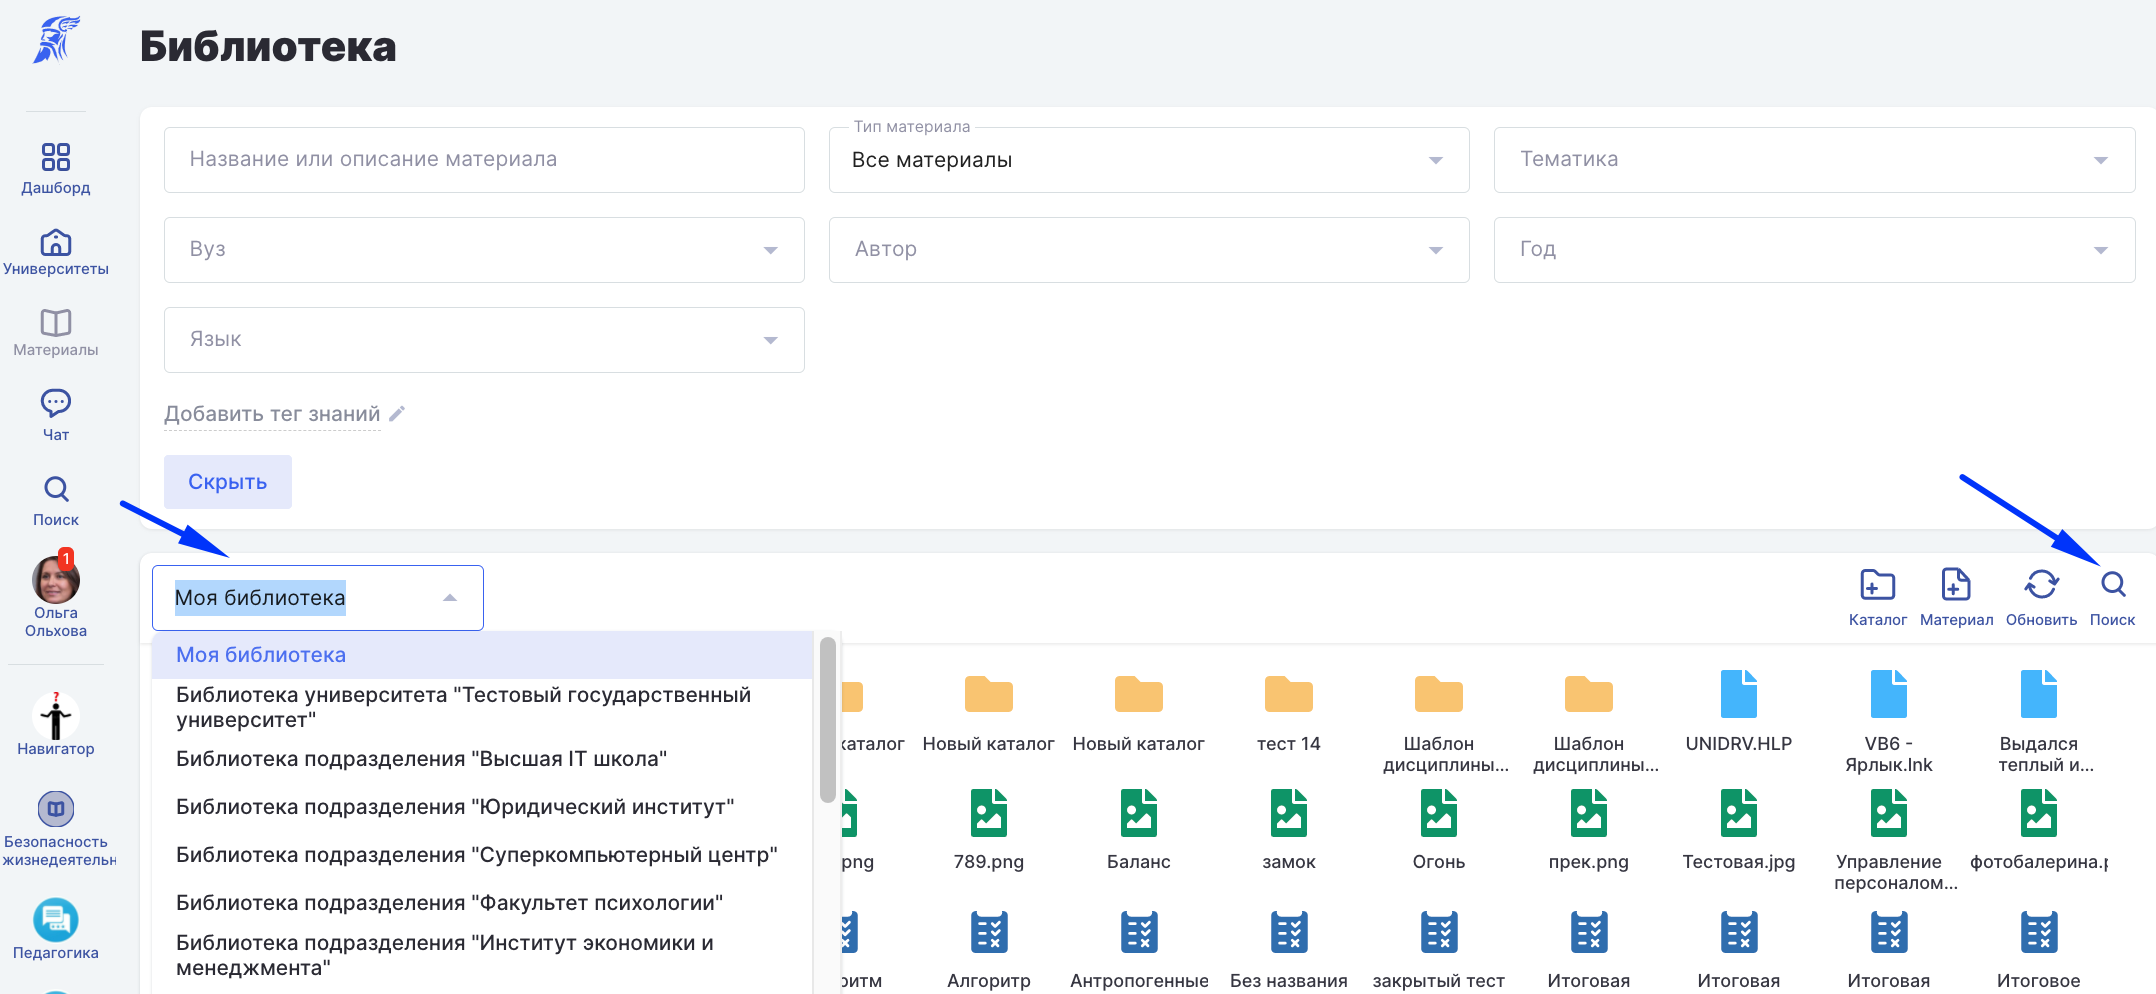 Библиотека
Дашборд
Университеты
Материалы
Чат
Поиск
1
Ольга
Ольхова
?
Навигатор
Безопасность
жизнедеятельн
Педагогика
Название или описание материала
Тип материала
Все материалы
Тематика
Вуз
Автор
Год
Язык
Добавить тег знаний
Скрыть
Моя библиотека
Каталог
Материал
Обновить
Поиск
Моя библиотека
Библиотека университета "Тестовый государственный
университет"
Библиотека подразделения "Высшая IT школа"
Библиотека подразделения "Юридический институт"
Библиотека подразделения "Суперкомпьютерный центр"
Библиотека подразделения "Факультет психологии"
Библиотека подразделения "Институт экономики и
менеджмента"
каталог
Новый каталог
Новый каталог
тест 14
Шаблон
дисциплины...
Шаблон
дисциплины...
UNIDRV.HLP
VB6 -
Ярлык.lnk
Выдался
теплый и...
png
789.png
Баланс
замок
Огонь
прек.png
Тестовая.jpg
Управление
персоналом...
фотобалерина.p
ритм
Алгоритр
Антропогенные
Без названия
закрытый тест
Итоговая
Итоговая
Итоговая
Итоговое